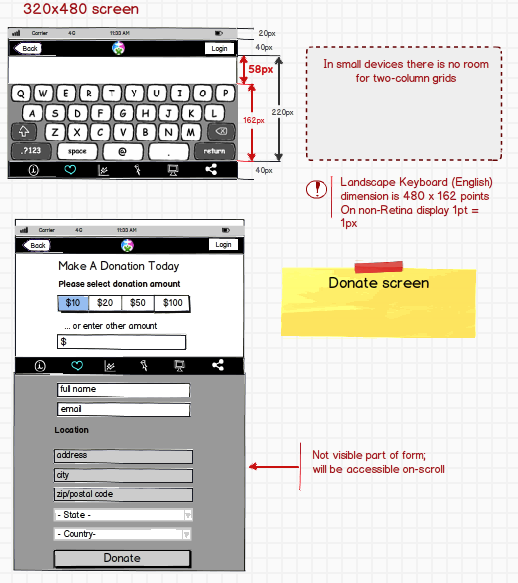 320x480 screen
Carrier 4G 11:33 AM
20px
Back Login
40px
58px
Q W E R T Y U I O P
A S D F G H J K L
162px
220px
Z X C V B N M
.?123 space @ . return
40px
In small devices there is no room
for two-column grids
Landscape Keyboard (English)
dimension is 480 x 162 points
On non-Retina display 1pt =
1px
Carrier 4G 11:33 AM
Back Login
Make A Donation Today
Please select donation amount
$10 $20 $50 $100
... or enter other amount
$
Donate screen
full name
email
Location
address
city
zip/postal code
- State -
- Country-
Donate
Not visible part of form;
will be accessible on-scroll